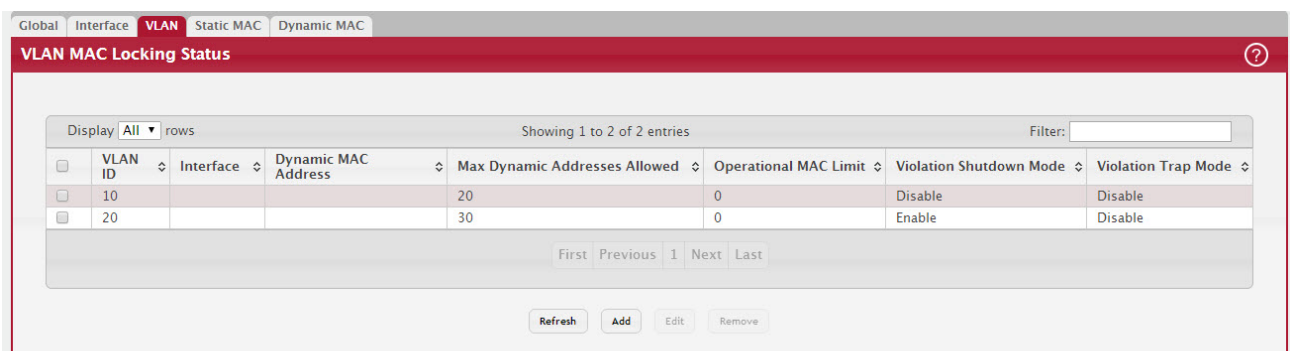 Global Interface VLAN Static MAC Dynamic MAC
VLAN MAC Locking Status ?
Display All rows Showing 1 to 2 of 2 entries Filter:
VLAN ID Interface Dynamic MAC Address Max Dynamic Addresses Allowed Operational MAC Limit Violation Shutdown Mode Violation Trap Mode
10 20 0 Disable Disable
20 30 0 Enable Disable
First Previous 1 Next Last
Refresh Add Edit Remove